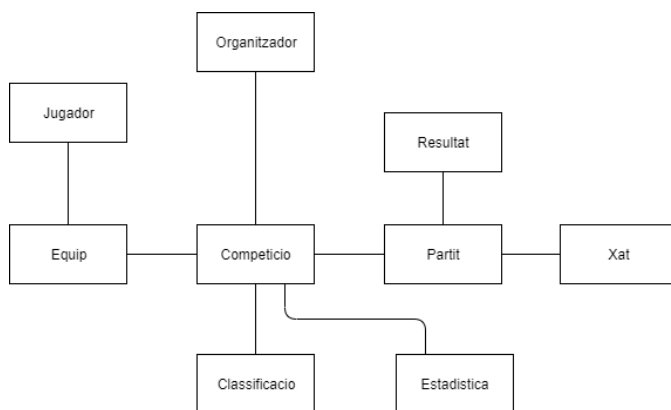 Organitzador
Jugador
Resultat
Equip
Competicio
Partit
Xat
Classificacio
Estadistica